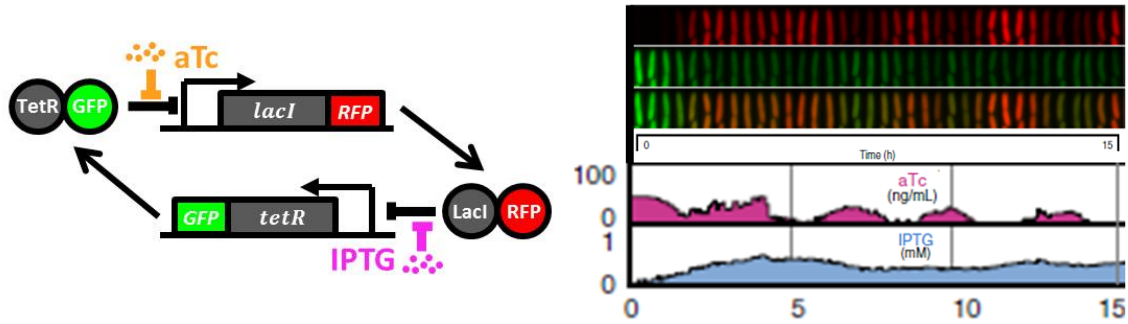 aTc
TetR GFP
lacI RFP
GFP tetR
LacI RFP
IPTG
0 15
Time (h)
100
0
aTc
(ng/mL)
1
0
IPTG
(mM)
0 5 10 15